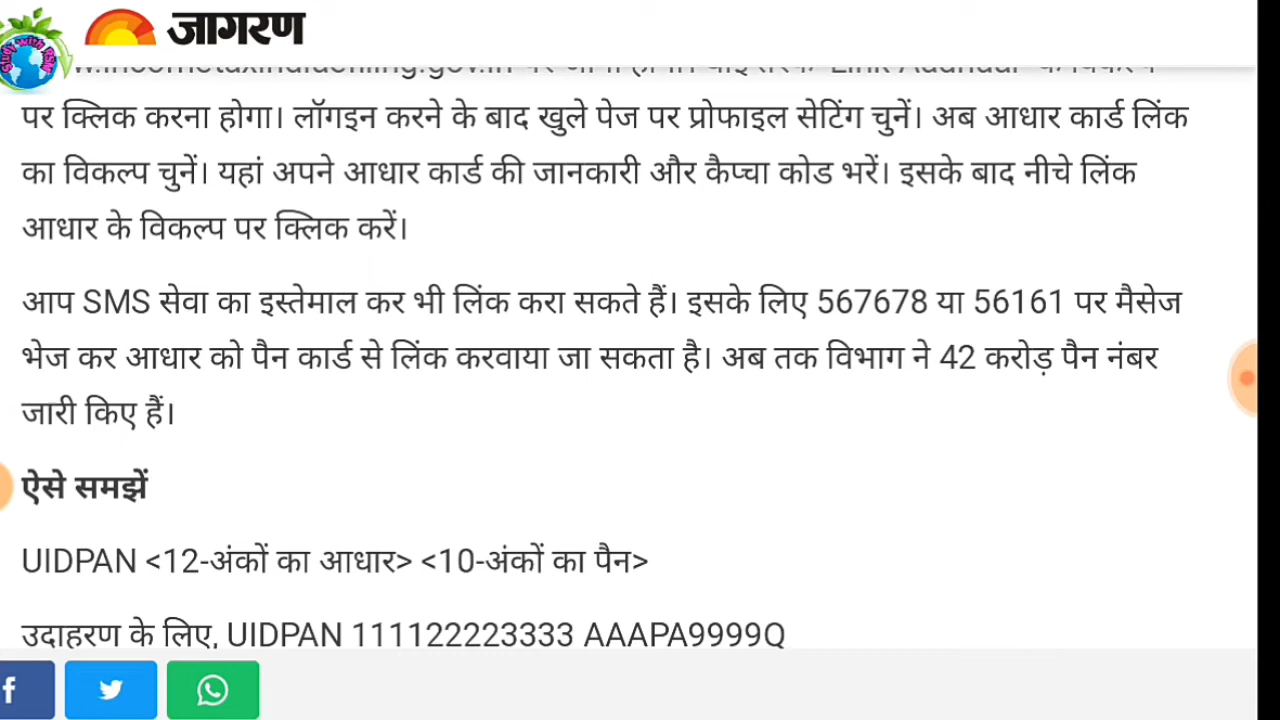 जागरण
Study with
पर क्लिक करना होगा। लॉगइन करने के बाद खुले पेज पर प्रोफाइल सेटिंग चुनें। अब आधार कार्ड लिंक
का विकल्प चुनें। यहां अपने आधार कार्ड की जानकारी और कैप्चा कोड भरें। इसके बाद नीचे लिंक
आधार के विकल्प पर क्लिक करें।
आप SMS सेवा का इस्तेमाल कर भी लिंक करा सकते हैं। इसके लिए 567678 या 56161 पर मैसेज
भेज कर आधार को पैन कार्ड से लिंक करवाया जा सकता है। अब तक विभाग ने 42 करोड़ पैन नंबर
जारी किए हैं।
ऐसे समझें
UIDPAN <12-अंकों का आधार> <10-अंकों का पैन>
उदाहरण के लिए, UIDPAN 111122223333 AAAPA9999Q